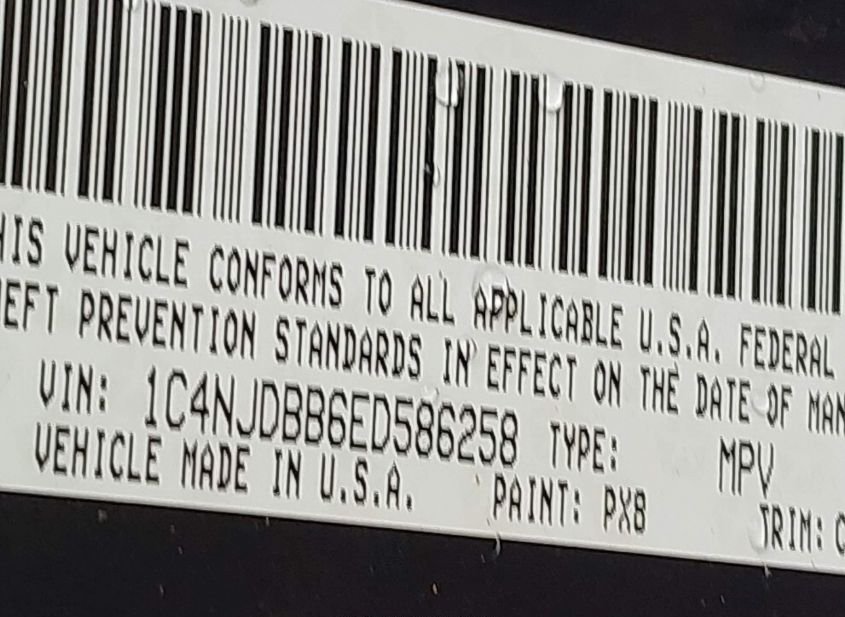 HIS VEHICLE CONFORMS TO ALL APPLICABLE U.S.A. FEDERAL
EFT PREVENTION STANDARDS IN EFFECT ON THE DATE OF MAN
VIN: 1C4NJDBB6ED586258 TYPE: MPV
VEHICLE MADE IN U.S.A. PAINT: PX8 TRIM: C